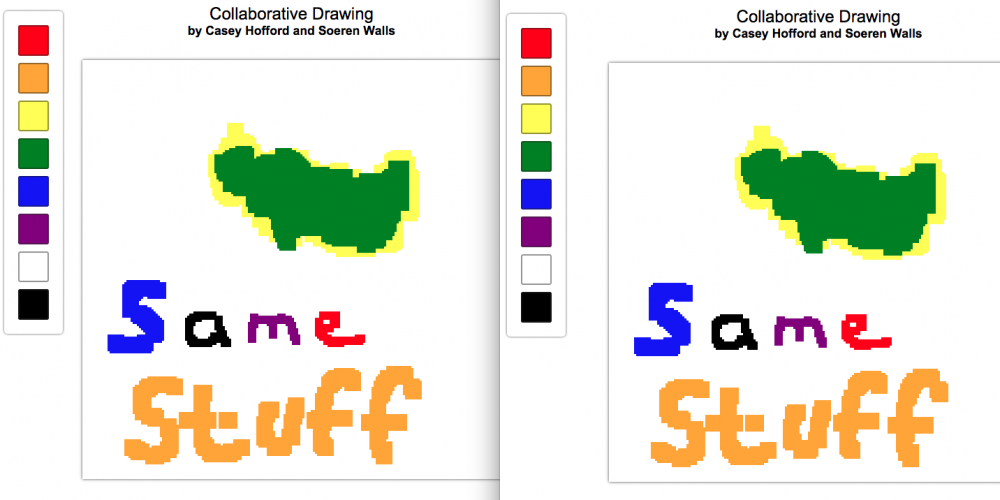 Collaborative Drawing
by Casey Hofford and Soeren Walls
Same
Stuff
Collaborative Drawing
by Casey Hofford and Soeren Walls
Same
Stuff